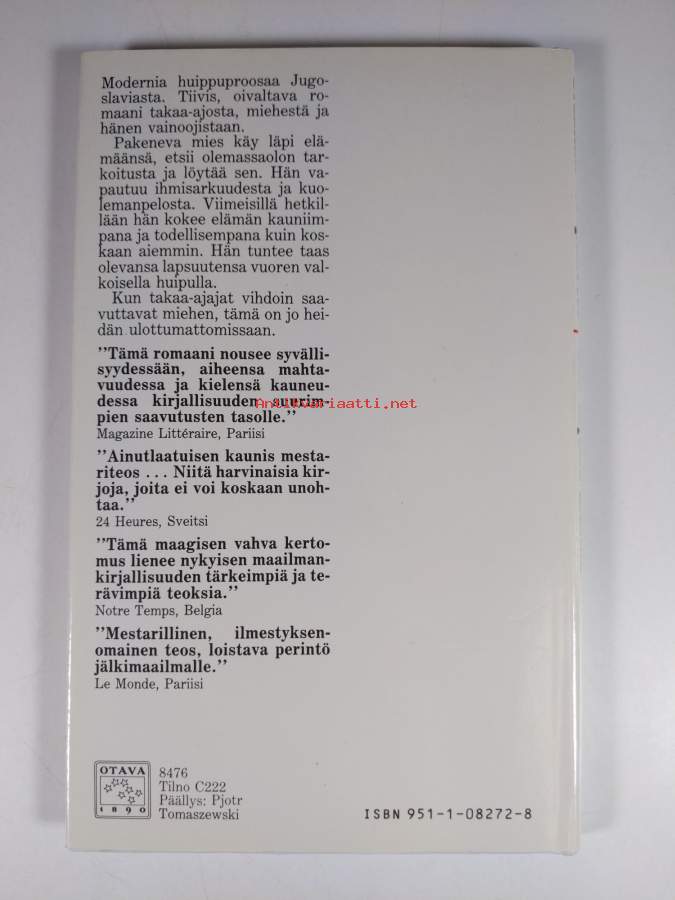 Modernia huippuproosaa Jugo-
slaviasta. Tiivis, oivaltava ro-
maani takaa-ajosta, miehestä ja
hänen vainoojistaan.
Pakeneva mies käy läpi elä-
määnsä, etsii olemassaolon tar-
koitusta ja löytää sen. Hän va-
pautuu ihmisarkuudesta ja kuo-
lemanpelosta. Viimeisillä hetkil-
lään hän kokee elämän kauniim-
pana ja todellisempana kuin kos-
kaan aiemmin. Hän tuntee taas
olevansa lapsuutensa vuoren val-
koisella huipulla.
Kun takaa-ajajat vihdoin saa-
vuttavat miehen, tämä on jo hei-
dän ulottumattomissaan.
"Tämä romaani nousee syvälli-
syydessään, aiheensa mahta-
vuudessa ja kielensä kauneu-
dessa kirjallisuuden suurim-
pien saavutusten tasolle."
Antikvariaatti.net
Magazine Littéraire, Pariisi
"Ainutlaatuisen kaunis mesta-
riteos ... Niitä harvinaisia kir-
joja, joita ei voi koskaan unoh-
taa."
24 Heures, Sveitsi
"Tämä maagisen vahva kerto-
mus lienee nykyisen maailman-
kirjallisuuden tärkeimpiä ja te-
rävimpiä teoksia."
Notre Temps, Belgia
"Mestarillinen, ilmestyksen-
omainen teos, loistava perintö
jälkimaailmalle."
Le Monde, Pariisi
OTAVA
1890
8476
Tilno C222
Päällys: Pjotr
Tomaszewski
ISBN 951-1-08272-8